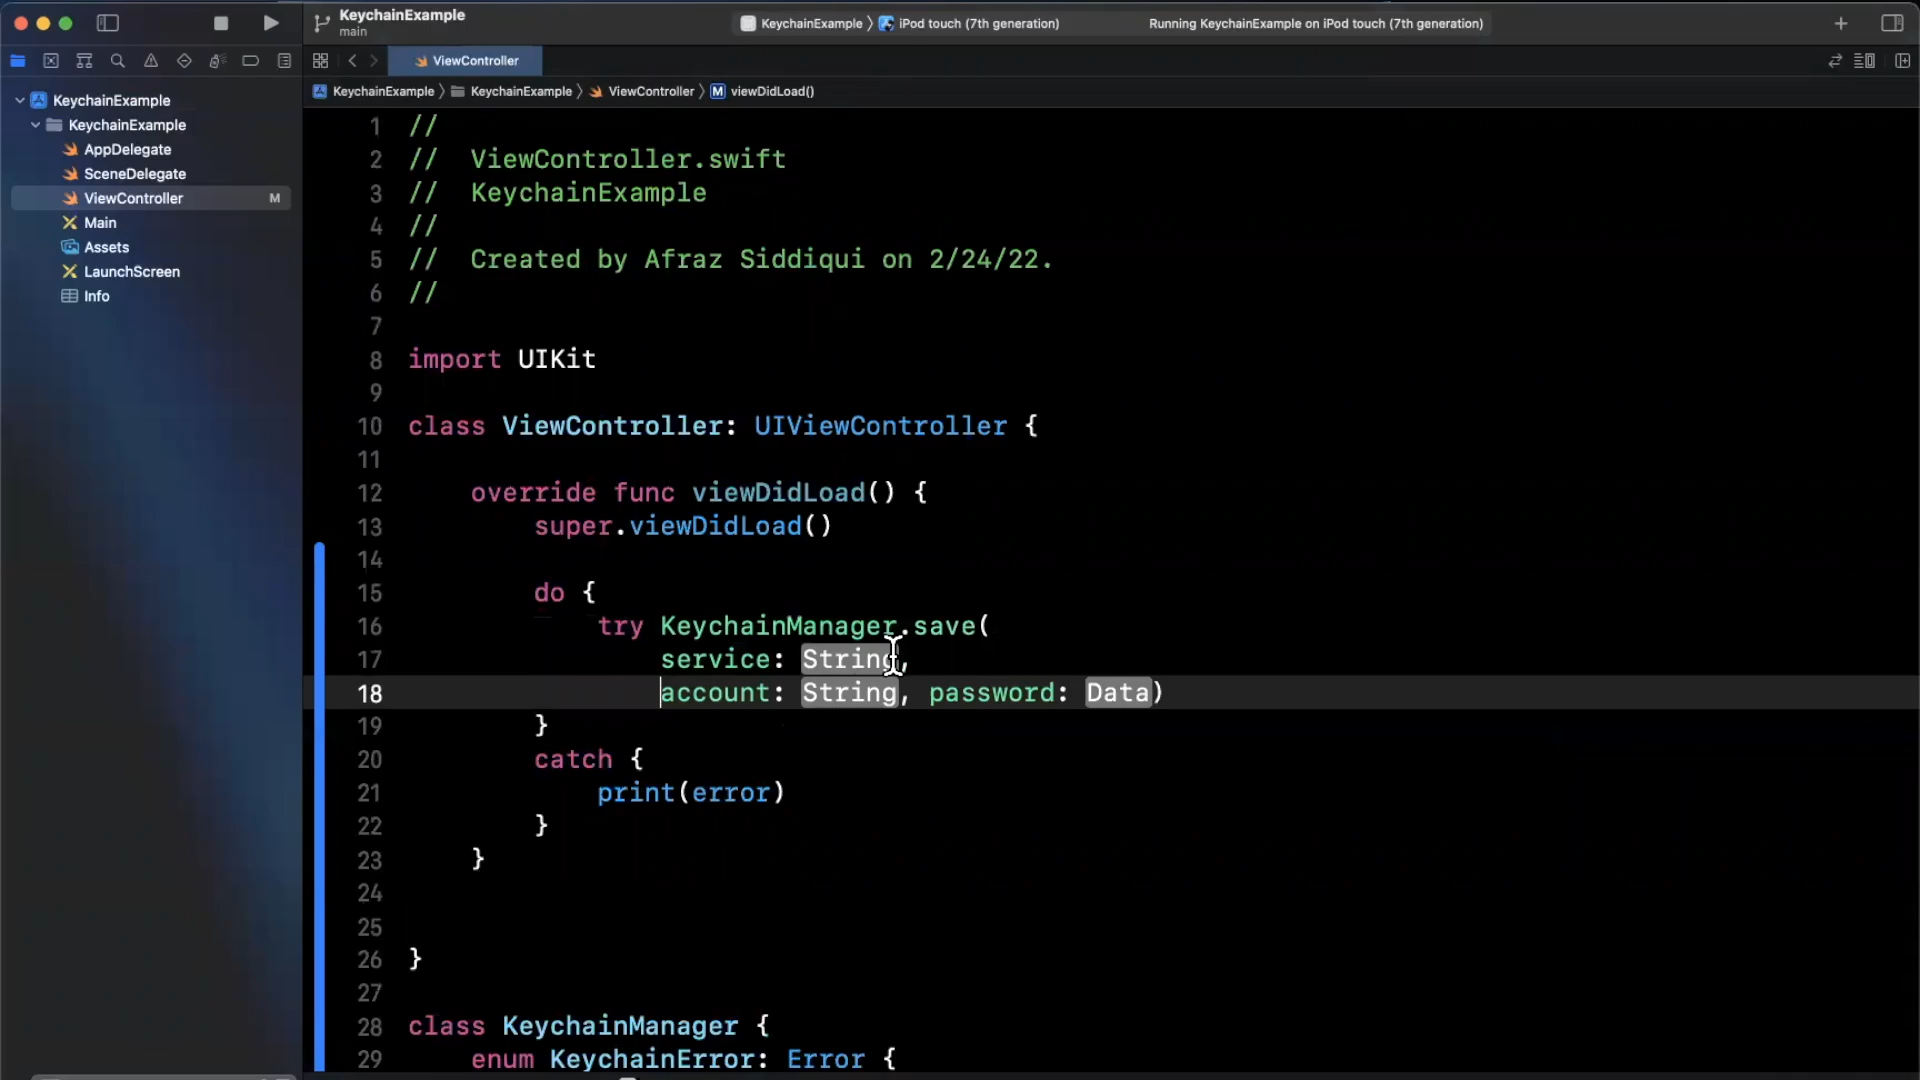 KeychainExample
main
KeychainExample
iPod touch (7th generation)
Running KeychainExample on iPod touch (7th generation)
ViewController
KeychainExample
KeychainExample
ViewController
M
viewDidLoad()
KeychainExample
KeychainExample
AppDelegate
SceneDelegate
ViewController
M
Main
Assets
LaunchScreen
Info
1 //
2 //  ViewController.swift
3 //  KeychainExample
4 //
5 //  Created by Afraz Siddiqui on 2/24/22.
6 //
7
8 import UIKit
9
10 class ViewController: UIViewController {
11
12     override func viewDidLoad() {
13         super.viewDidLoad()
14
15         do {
16             try KeychainManager.save(
17                 service: String,
18                 account: String, password: Data)
19         }
20         catch {
21             print(error)
22         }
23     }
24
25
26 }
27
28 class KeychainManager {
29     enum KeychainError: Error {